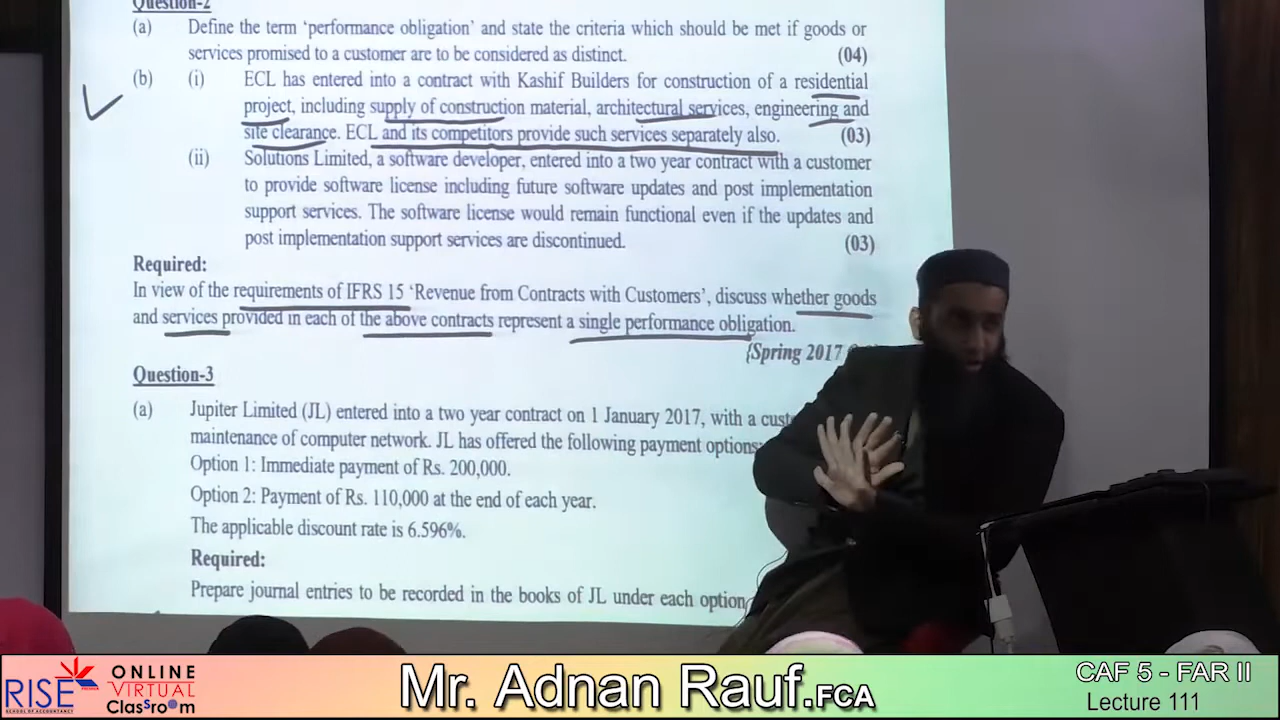 Question-2
(a) Define the term 'performance obligation' and state the criteria which should be met if goods or
services promised to a customer are to be considered as distinct. (04)
(b) (i) ECL has entered into a contract with Kashif Builders for construction of a residential
project, including supply of construction material, architectural services, engineering and
site clearance. ECL and its competitors provide such services separately also. (03)
(ii) Solutions Limited, a software developer, entered into a two year contract with a customer
to provide software license including future software updates and post implementation
support services. The software license would remain functional even if the updates and
post implementation support services are discontinued. (03)
Required:
In view of the requirements of IFRS 15 'Revenue from Contracts with Customers', discuss whether goods
and services provided in each of the above contracts represent a single performance obligation.
{Spring 2017
Question-3
(a) Jupiter Limited (JL) entered into a two year contract on 1 January 2017, with a
maintenance of computer network. JL has offered the following payment options:
Option 1: Immediate payment of Rs. 200,000.
Option 2: Payment of Rs. 110,000 at the end of each year.
The applicable discount rate is 6.596%.
Required:
Prepare journal entries to be recorded in the books of JL under each option
RISE
ONLINE
VIRTUAL
ClasSro@m
Mr. Adnan Rauf.FCA
CAF 5 - FAR II
Lecture 111